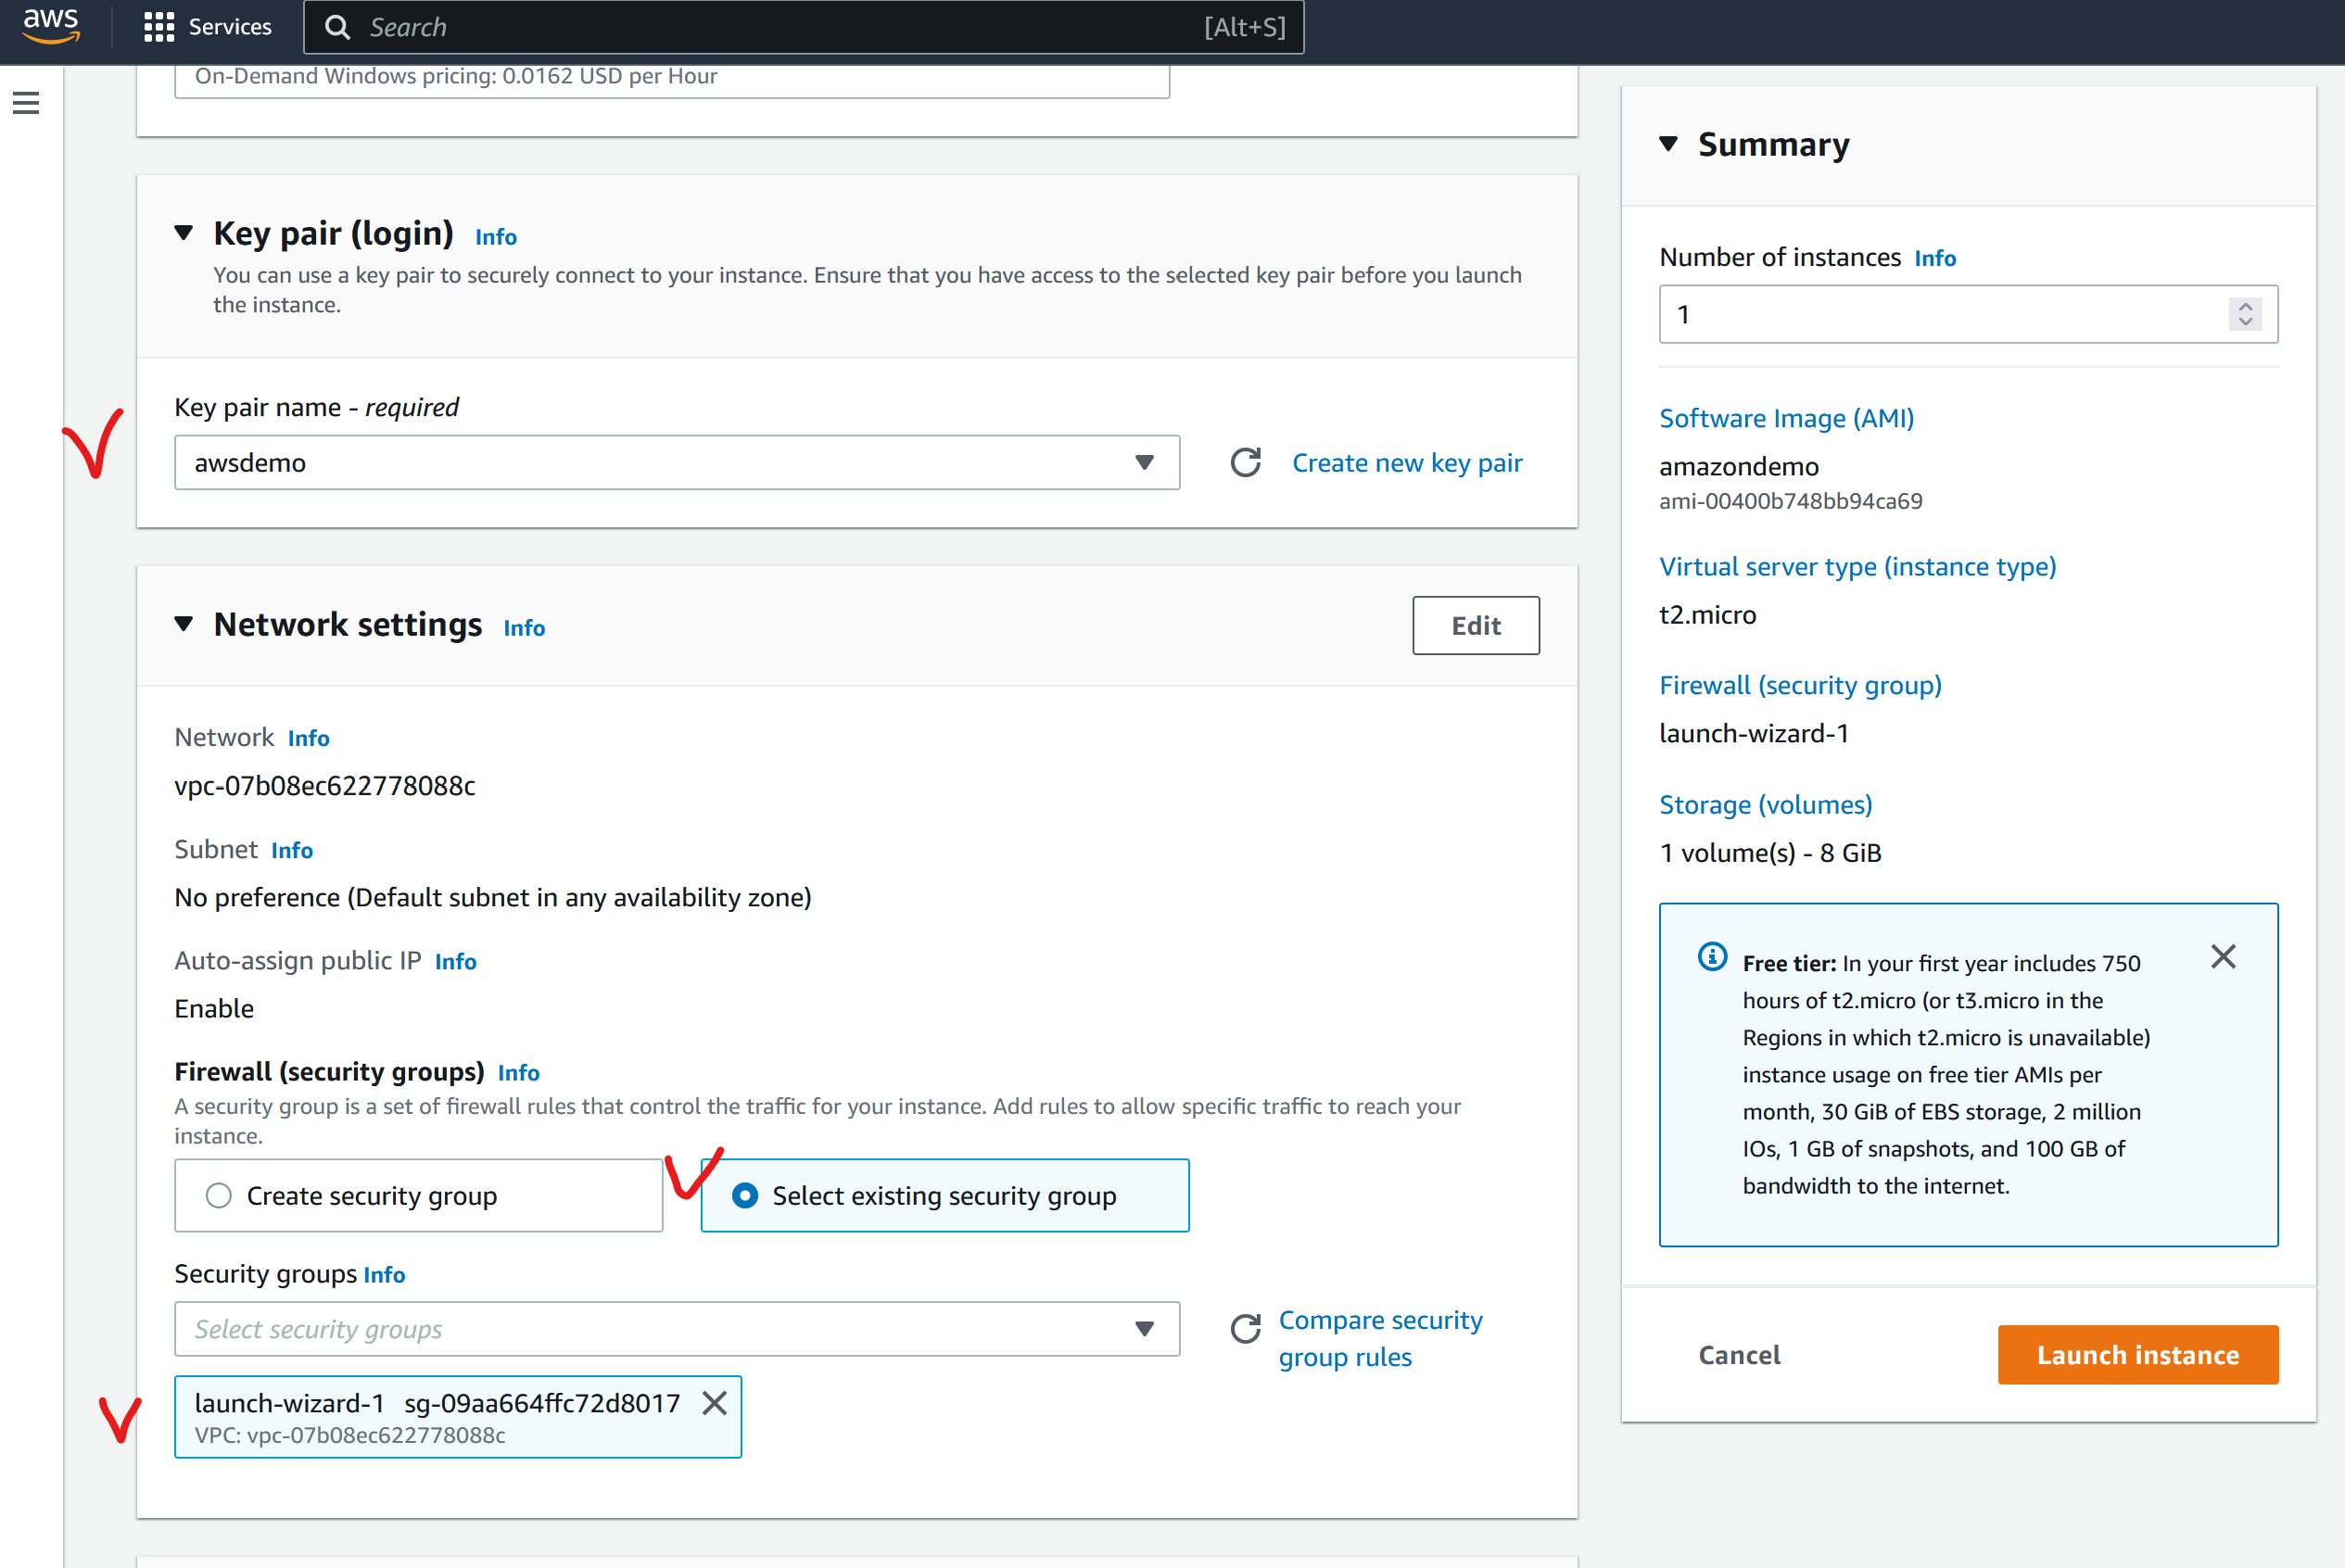 aws
Services
Search [Alt+S]
On-Demand Windows pricing: 0.0162 USD per Hour
Key pair (login) Info
You can use a key pair to securely connect to your instance. Ensure that you have access to the selected key pair before you launch
the instance.
Key pair name - required
awsdemo
Create new key pair
Network settings Info
Edit
Network Info
vpc-07b08ec622778088c
Subnet Info
No preference (Default subnet in any availability zone)
Auto-assign public IP Info
Enable
Firewall (security groups) Info
A security group is a set of firewall rules that control the traffic for your instance. Add rules to allow specific traffic to reach your
instance.
Create security group
Select existing security group
Security groups Info
Select security groups
Compare security
group rules
launch-wizard-1 sg-09aa664ffc72d8017
VPC: vpc-07b08ec622778088c
Summary
Number of instances Info
1
Software Image (AMI)
amazondemo
ami-00400b748bb94ca69
Virtual server type (instance type)
t2.micro
Firewall (security group)
launch-wizard-1
Storage (volumes)
1 volume(s) - 8 GiB
Free tier: In your first year includes 750
hours of t2.micro (or t3.micro in the
Regions in which t2.micro is unavailable)
instance usage on free tier AMIs per
month, 30 GiB of EBS storage, 2 million
IOs, 1 GB of snapshots, and 100 GB of
bandwidth to the internet.
Cancel
Launch instance